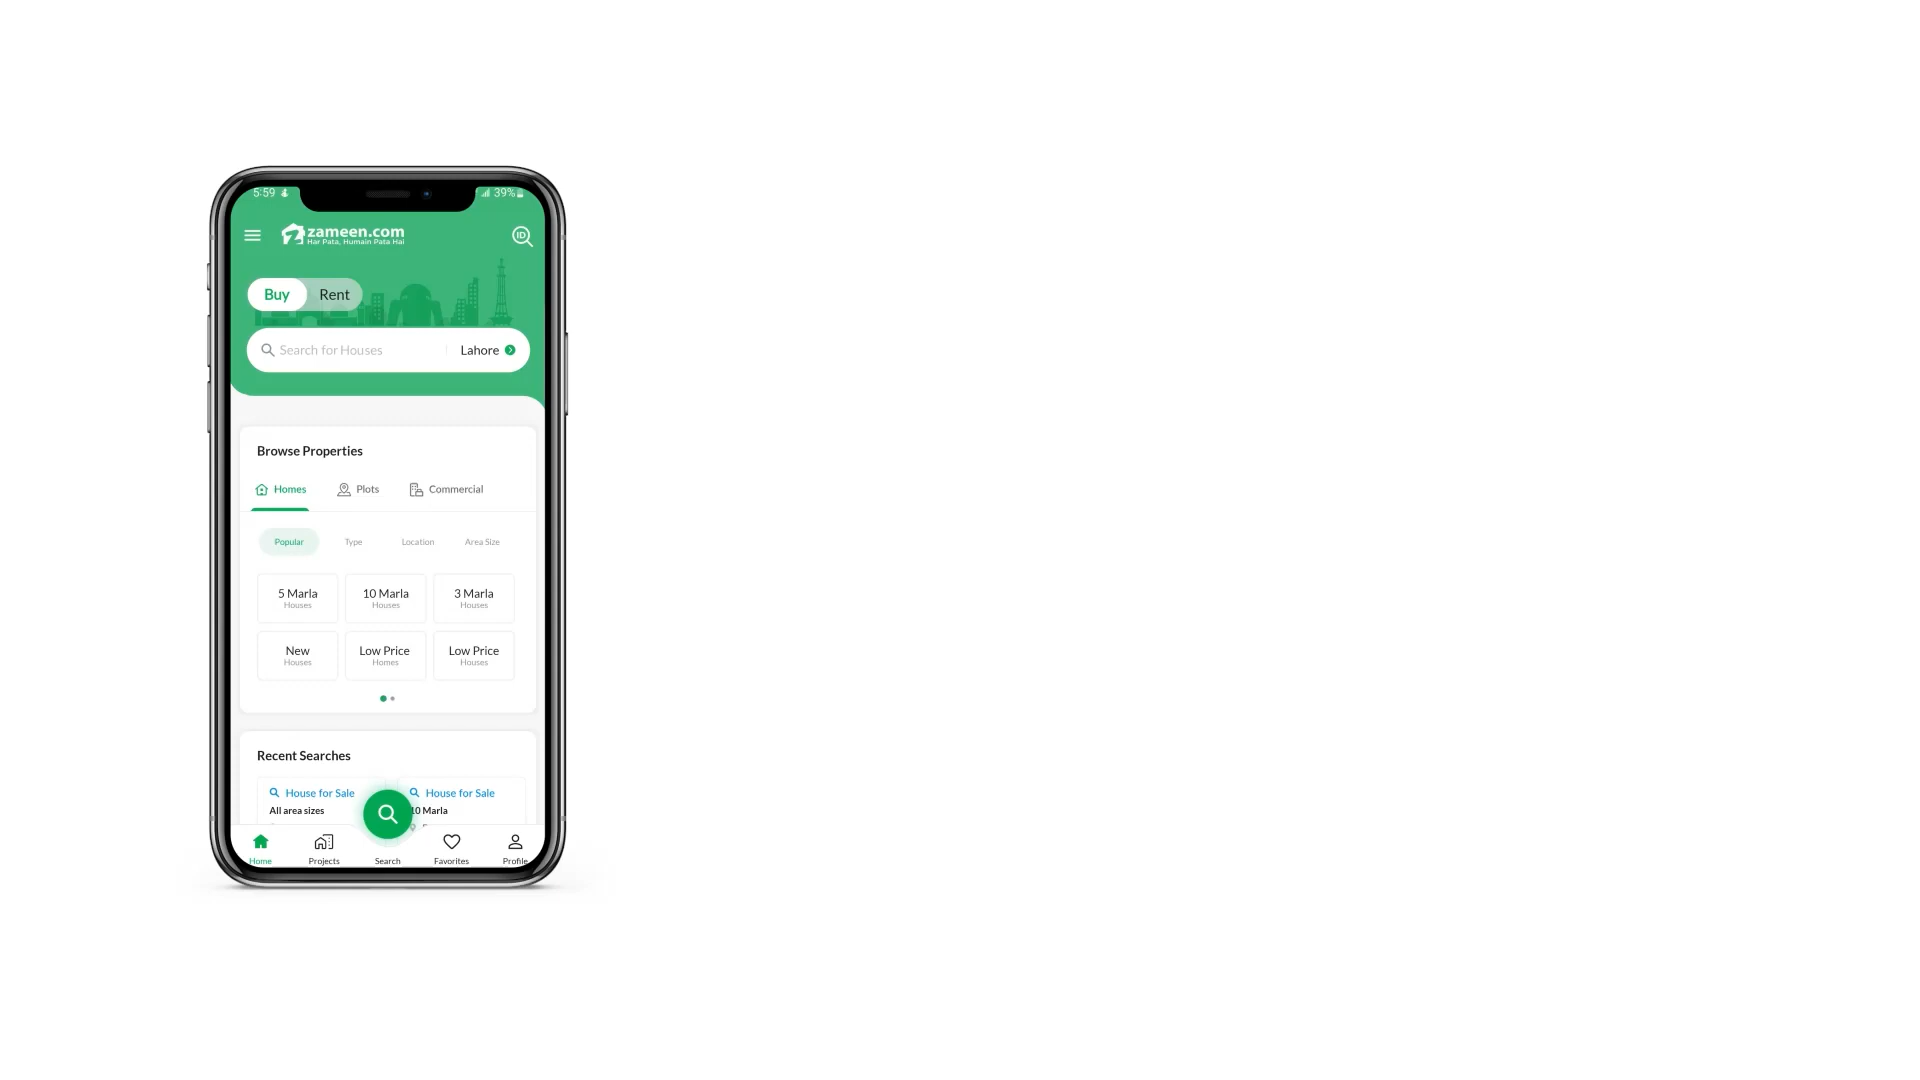 5:59
39%
zameen.com
Har Pata, Humain Pata Hai
ID
Buy Rent
Search for Houses Lahore
Browse Properties
Homes Plots Commercial
Popular Type Location Area Size
5 Marla 10 Marla 3 Marla
Houses Houses Houses
New Low Price Low Price
Houses Homes Houses
Recent Searches
House for Sale House for Sale
All area sizes 10 Marla
Home Projects Search Favorites Profile